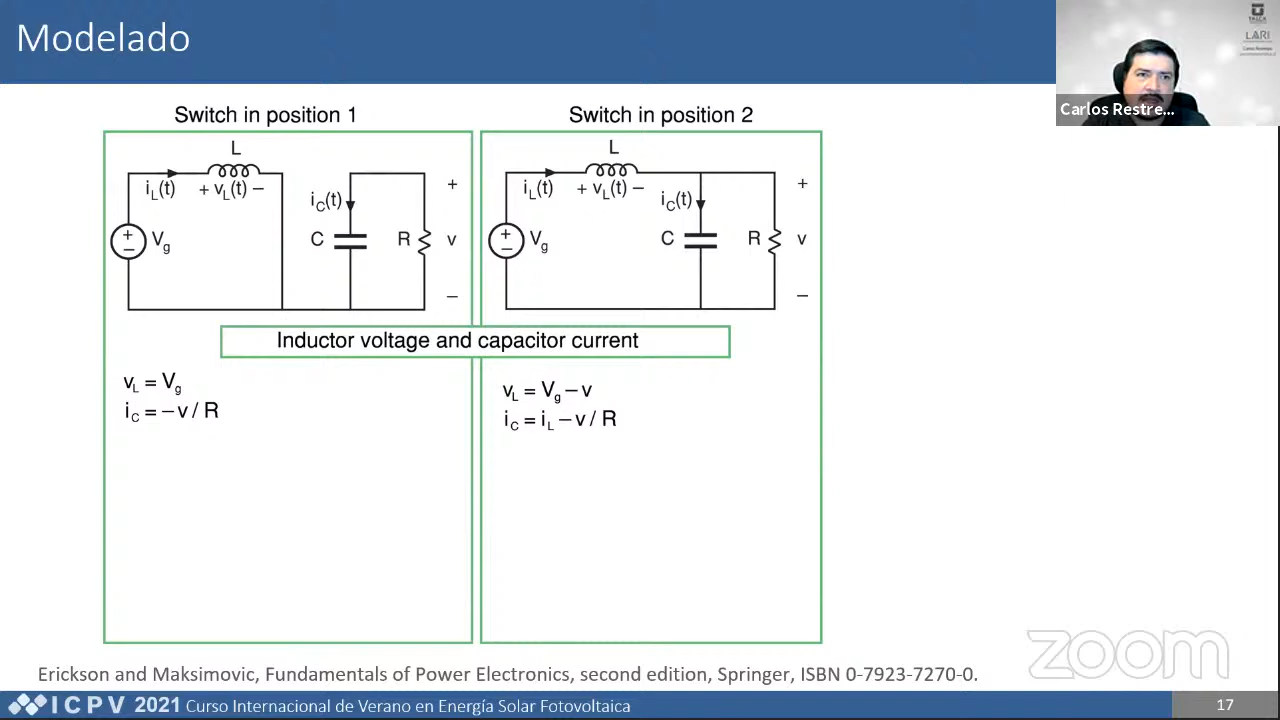 Modelado
TALCA
LARI
Carlos Restre...
Switch in position 1
Switch in position 2
L
iL(t)
+ vL(t) −
iC(t)
+
+
−
Vg
C
R
v
−
L
iL(t)
+ vL(t) −
iC(t)
+
+
−
Vg
C
R
v
−
Inductor voltage and capacitor current
vL = Vg
iC = − v / R
vL = Vg − v
iC = iL − v / R
zoom
Erickson and Maksimovic, Fundamentals of Power Electronics, second edition, Springer, ISBN 0-7923-7270-0.
ICPV 2021 Curso Internacional de Verano en Energía Solar Fotovoltaica
17